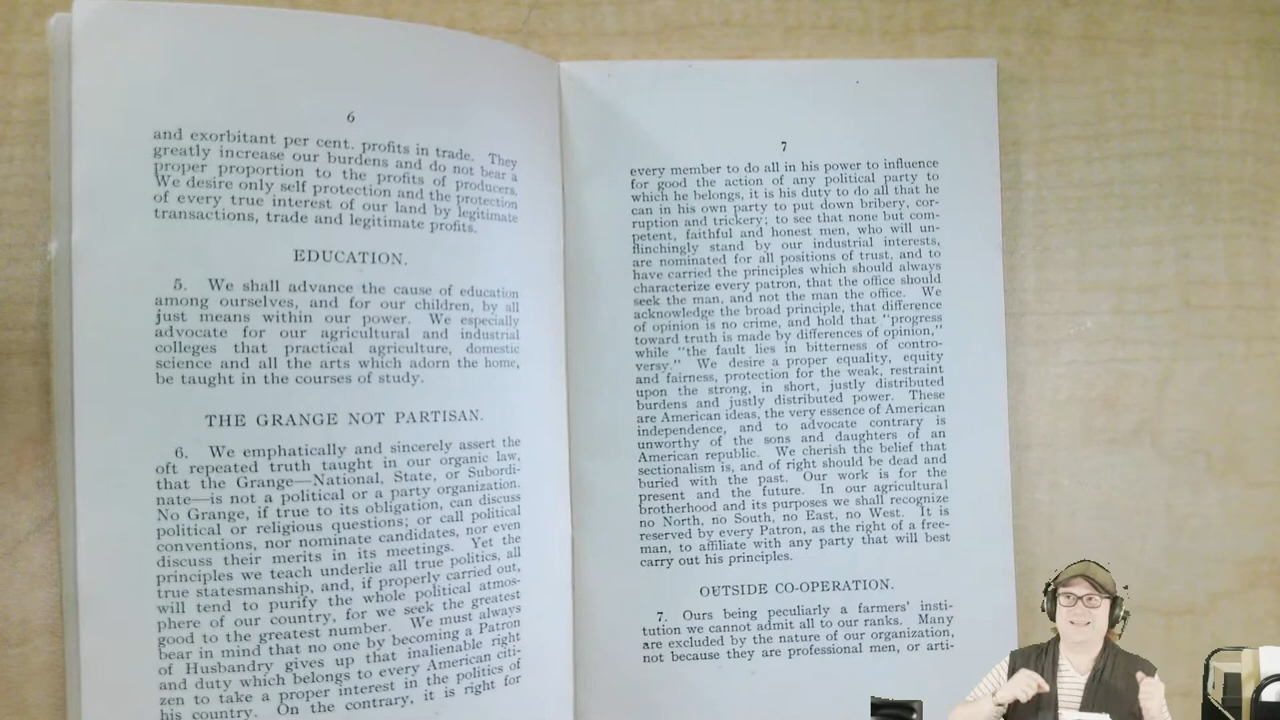 6
and exorbitant per cent. profits in trade. They
greatly increase our burdens and do not bear a
proper proportion to the profits of producers.
We desire only self protection and the protection
of every true interest of our land by legitimate
transactions, trade and legitimate profits.
EDUCATION.
5. We shall advance the cause of education
among ourselves, and for our children, by all
just means within our power. We especially
advocate for our agricultural and industrial
colleges that practical agriculture, domestic
science and all the arts which adorn the home,
be taught in the courses of study.
THE GRANGE NOT PARTISAN.
6. We emphatically and sincerely assert the
oft repeated truth taught in our organic law,
that the Grange—National, State, or Subordi-
nate—is not a political or a party organization.
No Grange, if true to its obligation, can discuss
political or religious questions; or call political
conventions, nor nominate candidates, nor even
discuss their merits in its meetings. Yet the
principles we teach underlie all true politics, all
true statesmanship, and, if properly carried out,
will tend to purify the whole political atmos-
phere of our country, for we seek the greatest
good to the greatest number. We must always
bear in mind that no one by becoming a Patron
of Husbandry gives up that inalienable right
and duty which belongs to every American citi-
zen to take a proper interest in the politics of
his country. On the contrary, it is right for
7
every member to do all in his power to influence
for good the action of any political party to
which he belongs, it is his duty to do all that he
can in his own party to put down bribery, cor-
ruption and trickery; to see that none but com-
petent, faithful and honest men, who will un-
flinchingly stand by our industrial interests,
are nominated for all positions of trust, and to
have carried the principles which should always
characterize every patron, that the office should
seek the man, and not the man the office. We
acknowledge the broad principle, that difference
of opinion is no crime, and hold that "progress
toward truth is made by differences of opinion,"
while "the fault lies in bitterness of contro-
versy." We desire a proper equality, equity
and fairness, protection for the weak, restraint
upon the strong, in short, justly distributed
burdens and justly distributed power. These
are American ideas, the very essence of American
independence, and to advocate contrary is
unworthy of the sons and daughters of an
American republic. We cherish the belief that
sectionalism is, and of right should be dead and
buried with the past. Our work is for the
present and the future. In our agricultural
brotherhood and its purposes we shall recognize
no North, no South, no East, no West. It is
reserved by every Patron, as the right of a free-
man, to affiliate with any party that will best
carry out his principles.
OUTSIDE CO-OPERATION.
7. Ours being peculiarly a farmers' insti-
tution we cannot admit all to our ranks. Many
are excluded by the nature of our organization,
not because they are professional men, or arti-